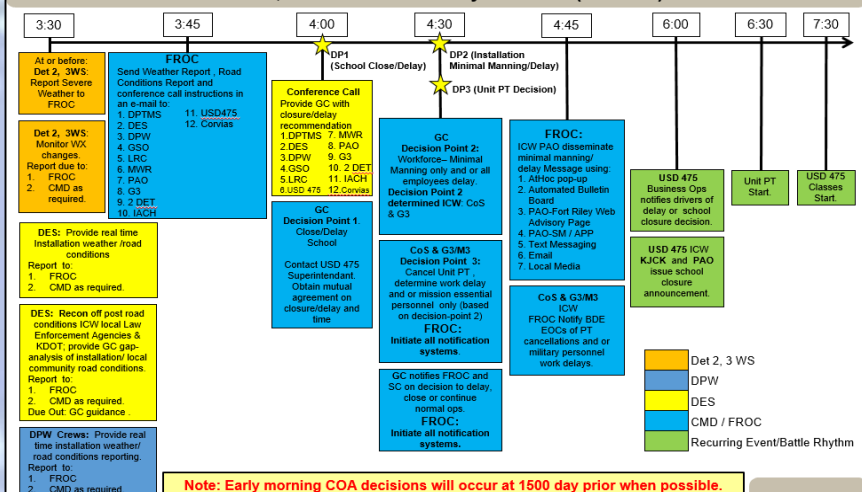 3:30
3:45
4:00
4:30
4:45
6:00
6:30
7:30
DP1
(School Close/Delay)
DP2 (Installation
Minimal Manning/Delay)
DP3 (Unit PT Decision)
At or before:
Det 2, 3WS:
Report Severe
Weather to
FROC
Det 2, 3WS:
Monitor WX
changes.
Report due to:
1. FROC
2. CMD as
required.
FROC
Send Weather Report , Road
Conditions Report and
conference call instructions in
an e-mail to:
1. DPTMS
2. DES
3. DPW
4. GSO
5. LRC
6. MWR
7. PAO
8. G3
9. 2 DET
10. IACH
11. USD475
12. Corvias
DES: Provide real time
Installation weather /road
conditions
Report to:
1. FROC
2. CMD as required.
DES: Recon off post road
conditions ICW local Law
Enforcement Agencies &
KDOT; provide GC gap-
analysis of installation/ local
community road conditions.
Report to:
1. FROC
2. CMD as required.
Due Out: GC guidance .
DPW Crews: Provide real
time installation weather/
road conditions reporting.
Report to:
1. FROC
2. CMD as required.
Conference Call
Provide GC with
closure/delay
recommendation
1.DPTMS 7. MWR
2. DES 8. PAO
3.DPW 9. G3
4.GSO 10. 2 DET
5.LRC 11. IACH
6.USD 475 12.Corvias
GC
Decision Point 1.
Close/Delay
School
Contact USD 475
Superintendant.
Obtain mutual
agreement on
closure/delay and
time
GC
Decision Point 2:
Workforce– Minimal
Manning only and or all
employees delay.
Decision Point 2
determined ICW: CoS
& G3
CoS & G3/M3
Decision Point 3:
Cancel Unit PT ,
determine work delay
and or mission essential
personnel only (based
on decision-point 2)
FROC:
Initiate all notification
systems.
GC notifies FROC and
SC on decision to delay,
close or continue
normal ops.
FROC:
Initiate all notification
systems.
FROC:
ICW PAO disseminate
minimal manning/
delay Message using:
1. AtHoc pop-up
2. Automated Bulletin
Board
3. PAO-Fort Riley Web
Advisory Page
4. PAO-SM / APP
5. Text Messaging
6. Email
7. Local Media
CoS & G3/M3
ICW
FROC Notify BDE
EOCs of PT
cancellations and or
military personnel
work delays.
USD 475
Business Ops
notifies drivers of
delay or school
closure decision.
USD 475 ICW
KJCK and PAO
issue school
closure
announcement.
Unit PT
Start.
USD 475
Classes
Start.
Det 2, 3 WS
DPW
DES
CMD / FROC
Recurring Event/Battle Rhythm
Note: Early morning COA decisions will occur at 1500 day prior when possible.